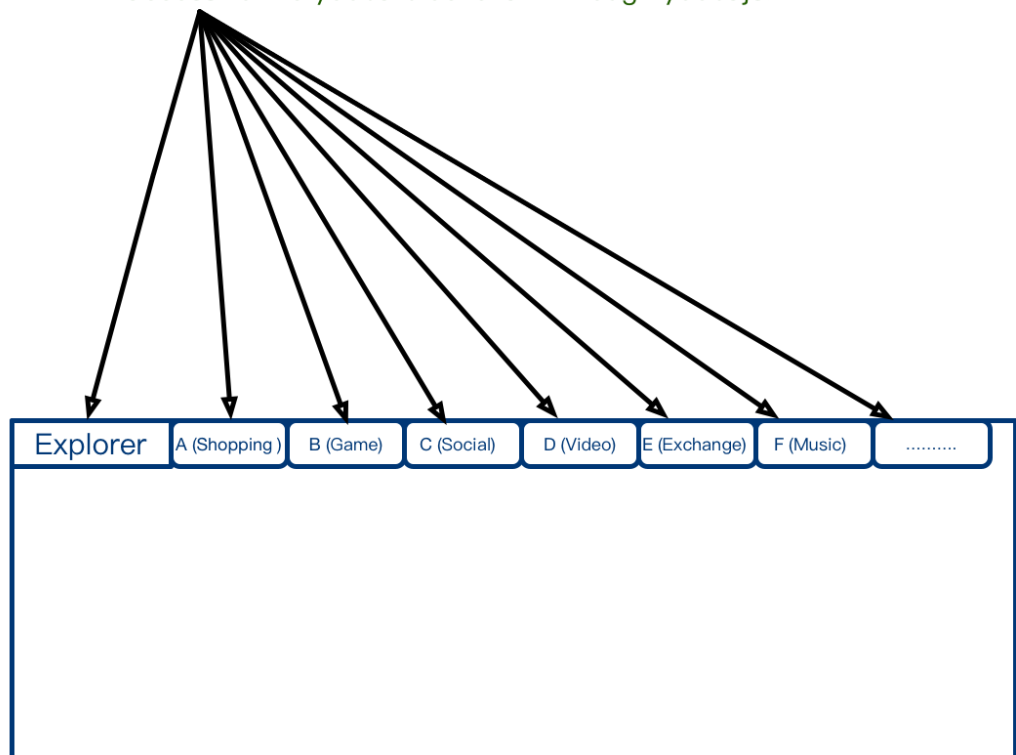 Explorer
A (Shopping )
B (Game)
C (Social)
D (Video)
E (Exchange)
F (Music)
..........